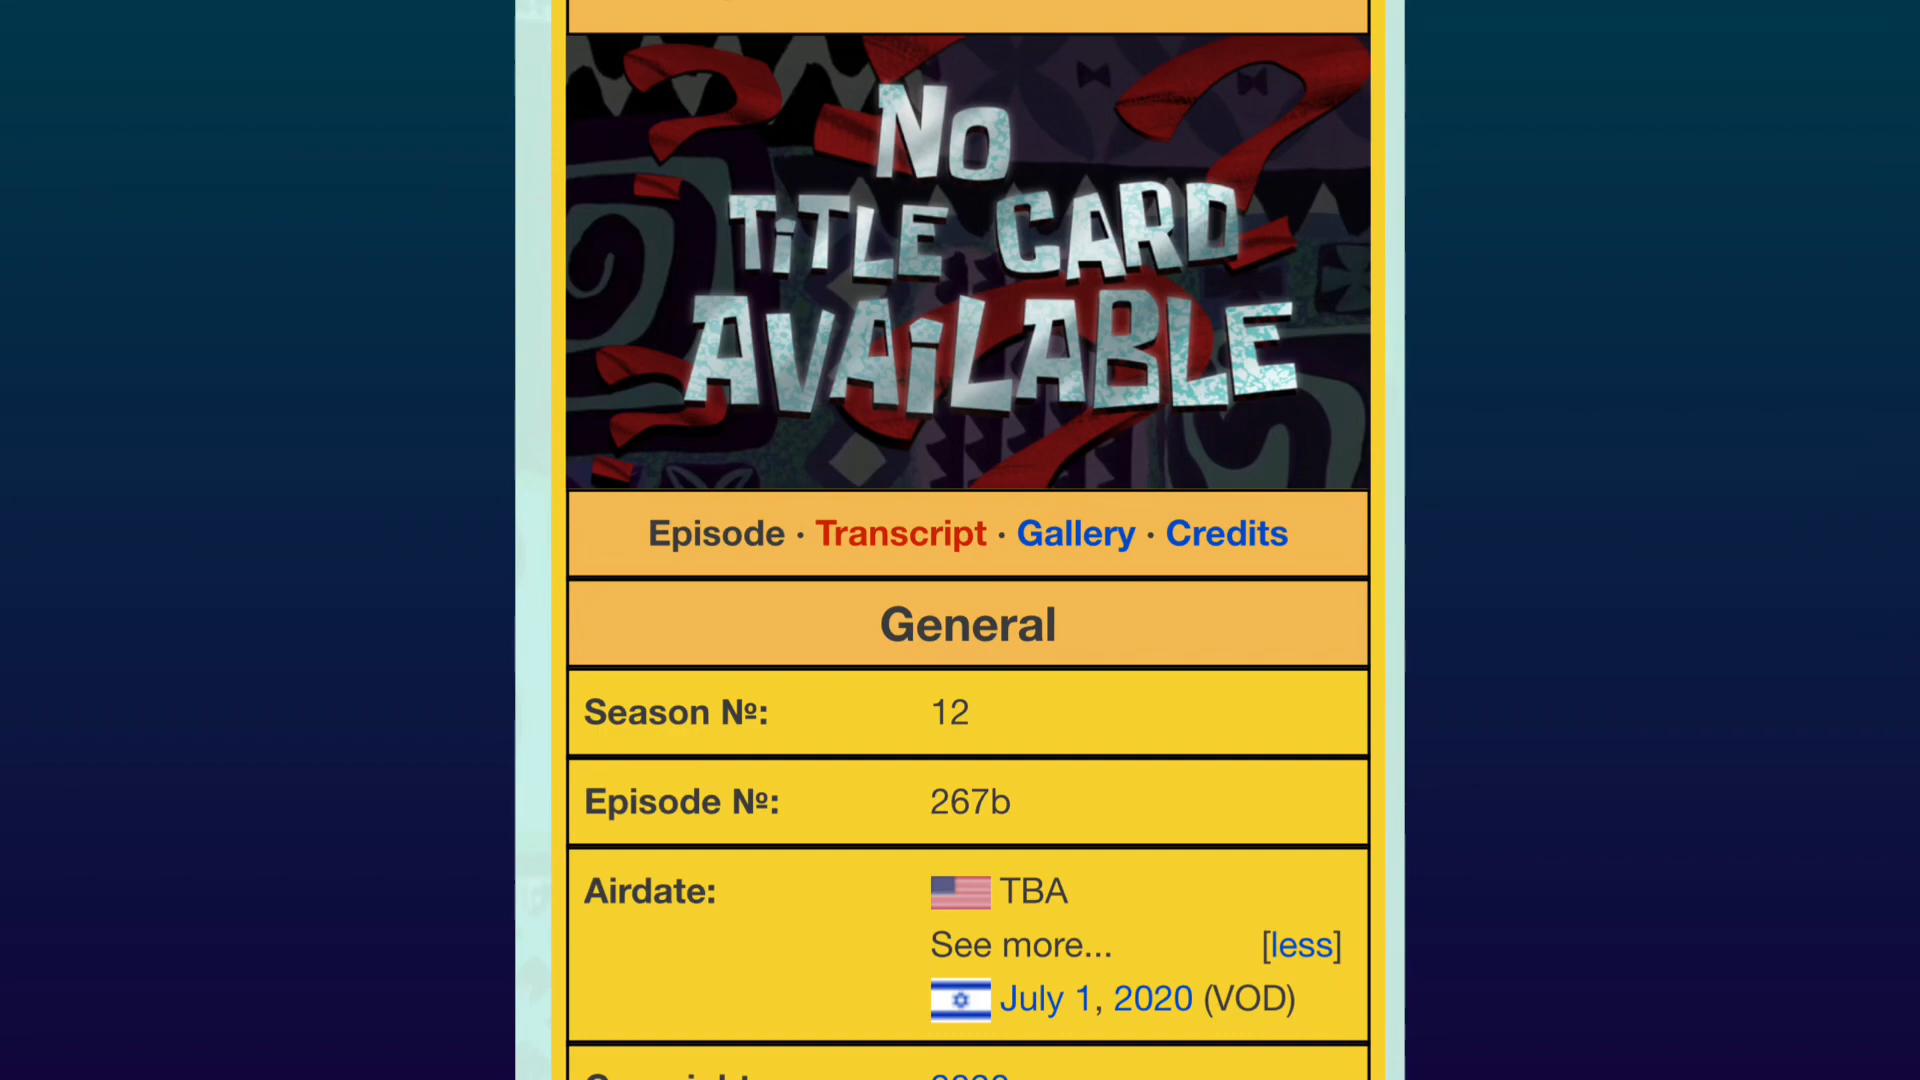 No
TiTLE CARD
AVAiLABLE
Episode · Transcript · Gallery · Credits
General
Season №: 12
Episode №: 267b
Airdate: TBA
See more... [less]
July 1, 2020 (VOD)